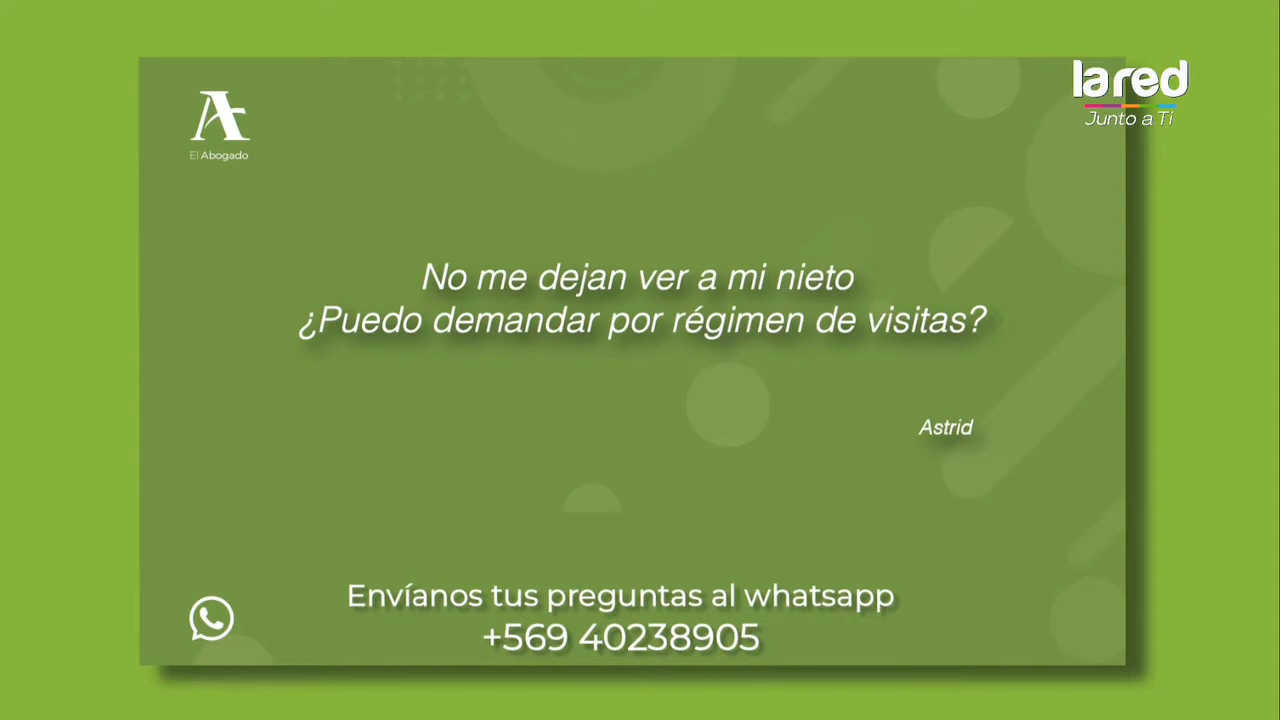 lared
Junto a Ti
A
El Abogado
No me dejan ver a mi nieto
¿Puedo demandar por régimen de visitas?
Astrid
Envíanos tus preguntas al whatsapp
+569 40238905